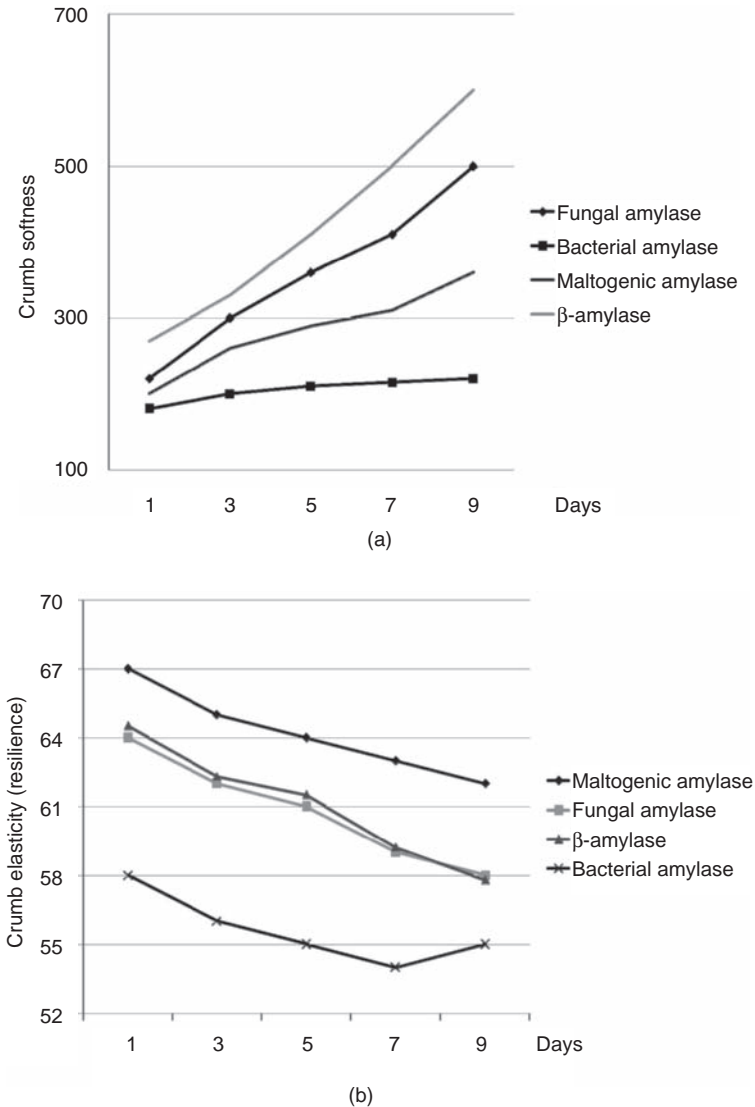 700
500
300
100
Crumb softness
1 3 5 7 9 Days
Fungal amylase
Bacterial amylase
Maltogenic amylase
β-amylase
(a)
70
67
64
61
58
55
52
Crumb elasticity (resilience)
1 3 5 7 9 Days
Maltogenic amylase
Fungal amylase
β-amylase
Bacterial amylase
(b)